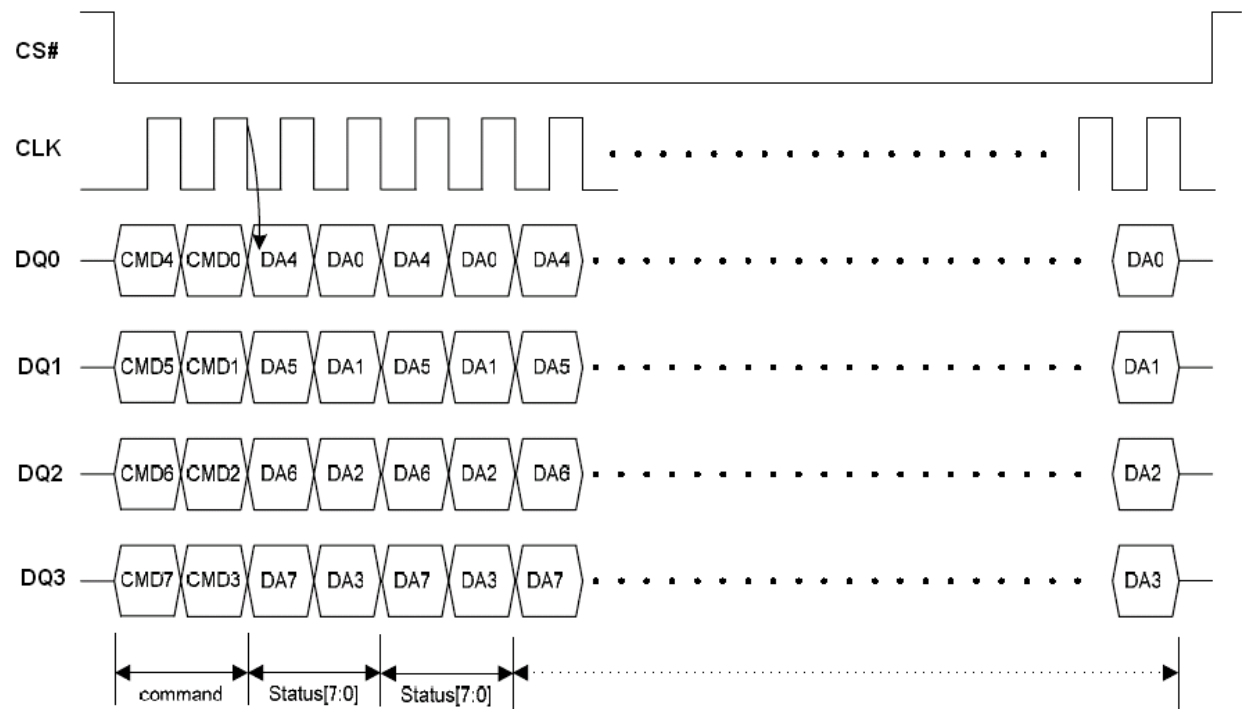 CS#
CLK
DQ0 CMD4 CMD0 DA4 DA0 DA4 DA0 DA4 DA0
DQ1 CMD5 CMD1 DA5 DA1 DA5 DA1 DA5 DA1
DQ2 CMD6 CMD2 DA6 DA2 DA6 DA2 DA6 DA2
DQ3 CMD7 CMD3 DA7 DA3 DA7 DA3 DA7 DA3
command Status[7:0] Status[7:0]